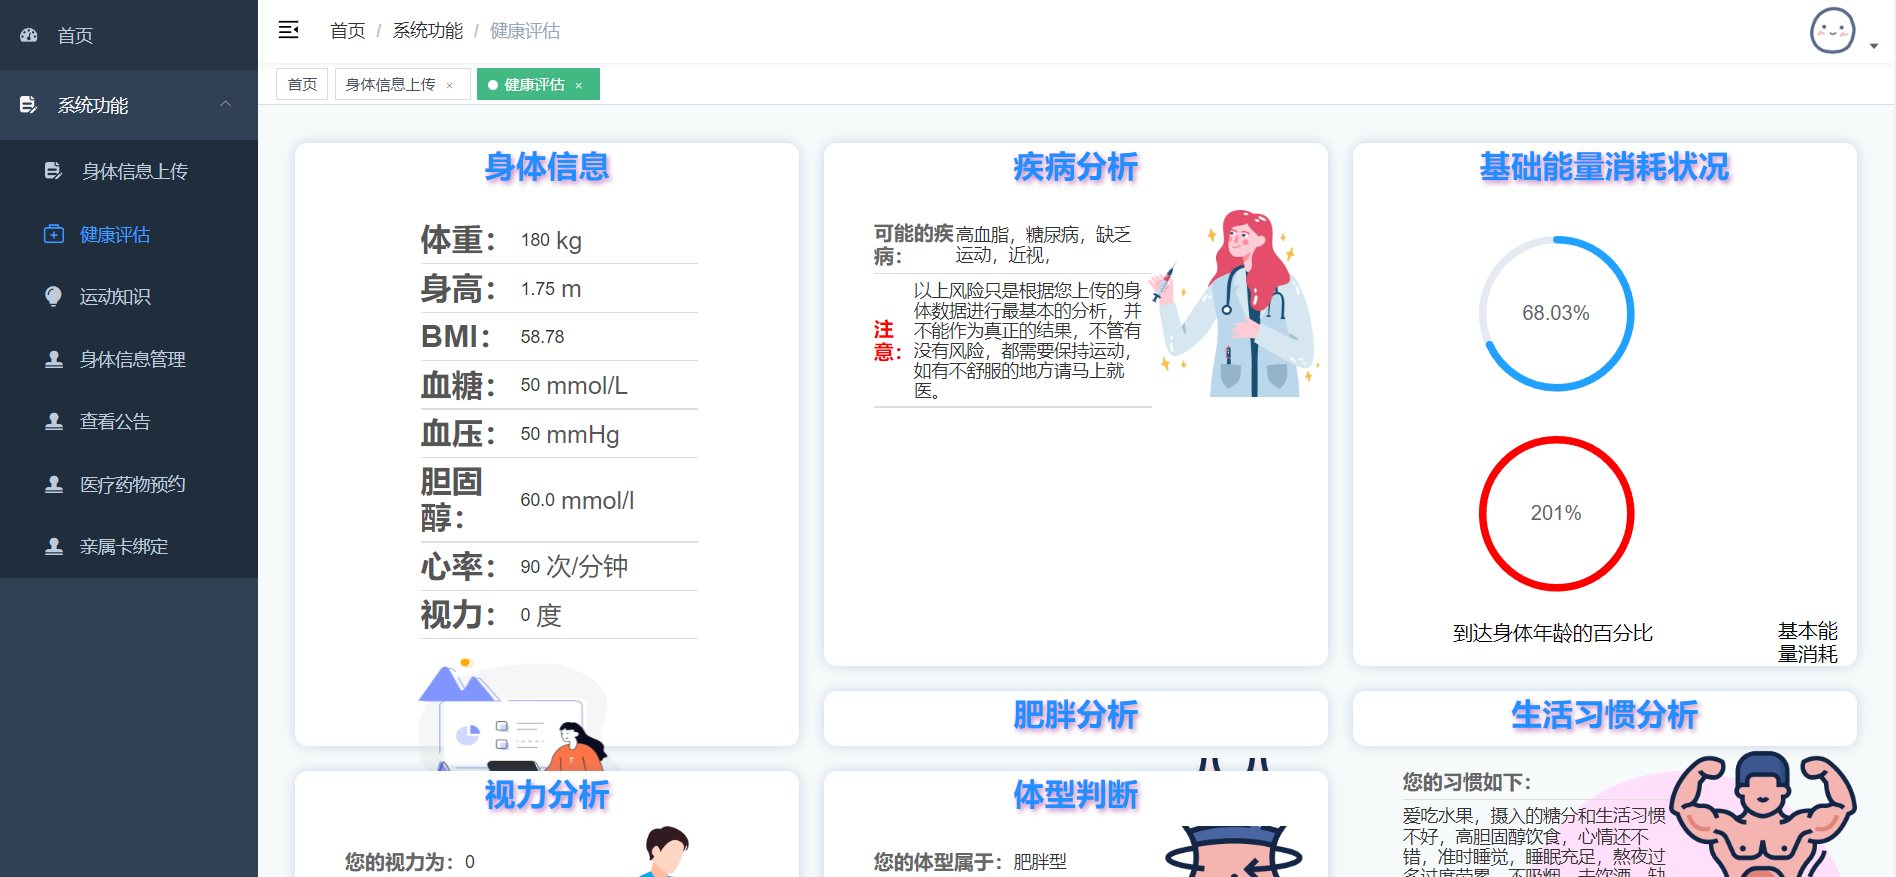 首页
系统功能
身体信息上传
健康评估
运动知识
身体信息管理
查看公告
医疗药物预约
亲属卡绑定
首页 / 系统功能 / 健康评估
首页 身体信息上传 × 健康评估 ×
身体信息
体重： 180 kg
身高： 1.75 m
BMI： 58.78
血糖： 50 mmol/L
血压： 50 mmHg
胆固
醇： 60.0 mmol/l
心率： 90 次/分钟
视力： 0 度
疾病分析
可能的疾
病：
高血脂，糖尿病，缺乏
运动，近视，
注
意：
以上风险只是根据您上传的身
体数据进行最基本的分析，并
不能作为真正的结果，不管有
没有风险，都需要保持运动，
如有不舒服的地方请马上就
医。
基础能量消耗状况
68.03%
201%
到达身体年龄的百分比
基本能
量消耗
肥胖分析
生活习惯分析
您的习惯如下：
爱吃水果，摄入的糖分和生活习惯
不好，高胆固醇饮食，心情还不
错，准时睡觉，睡眠充足，熬夜过
视力分析
您的视力为：0
体型判断
您的体型属于：肥胖型